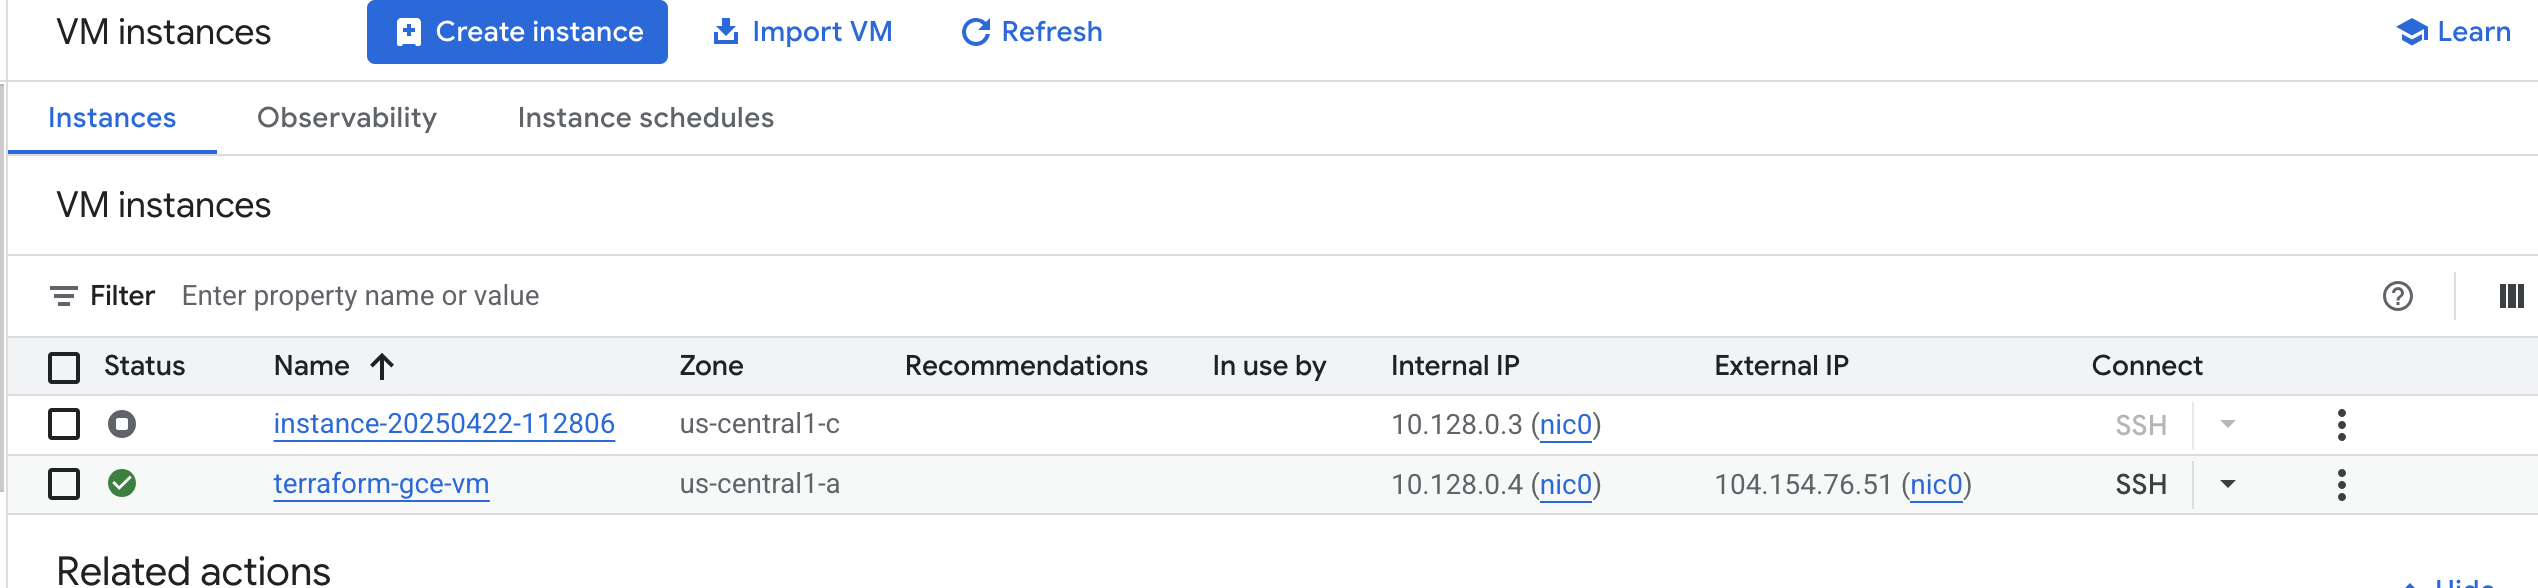 VM instances Create instance Import VM Refresh Learn
Instances Observability Instance schedules
VM instances
Filter Enter property name or value
Status Name Zone Recommendations In use by Internal IP External IP Connect
instance-20250422-112806 us-central1-c 10.128.0.3 (nic0) SSH
terraform-gce-vm us-central1-a 10.128.0.4 (nic0) 104.154.76.51 (nic0) SSH
Related actions Hide